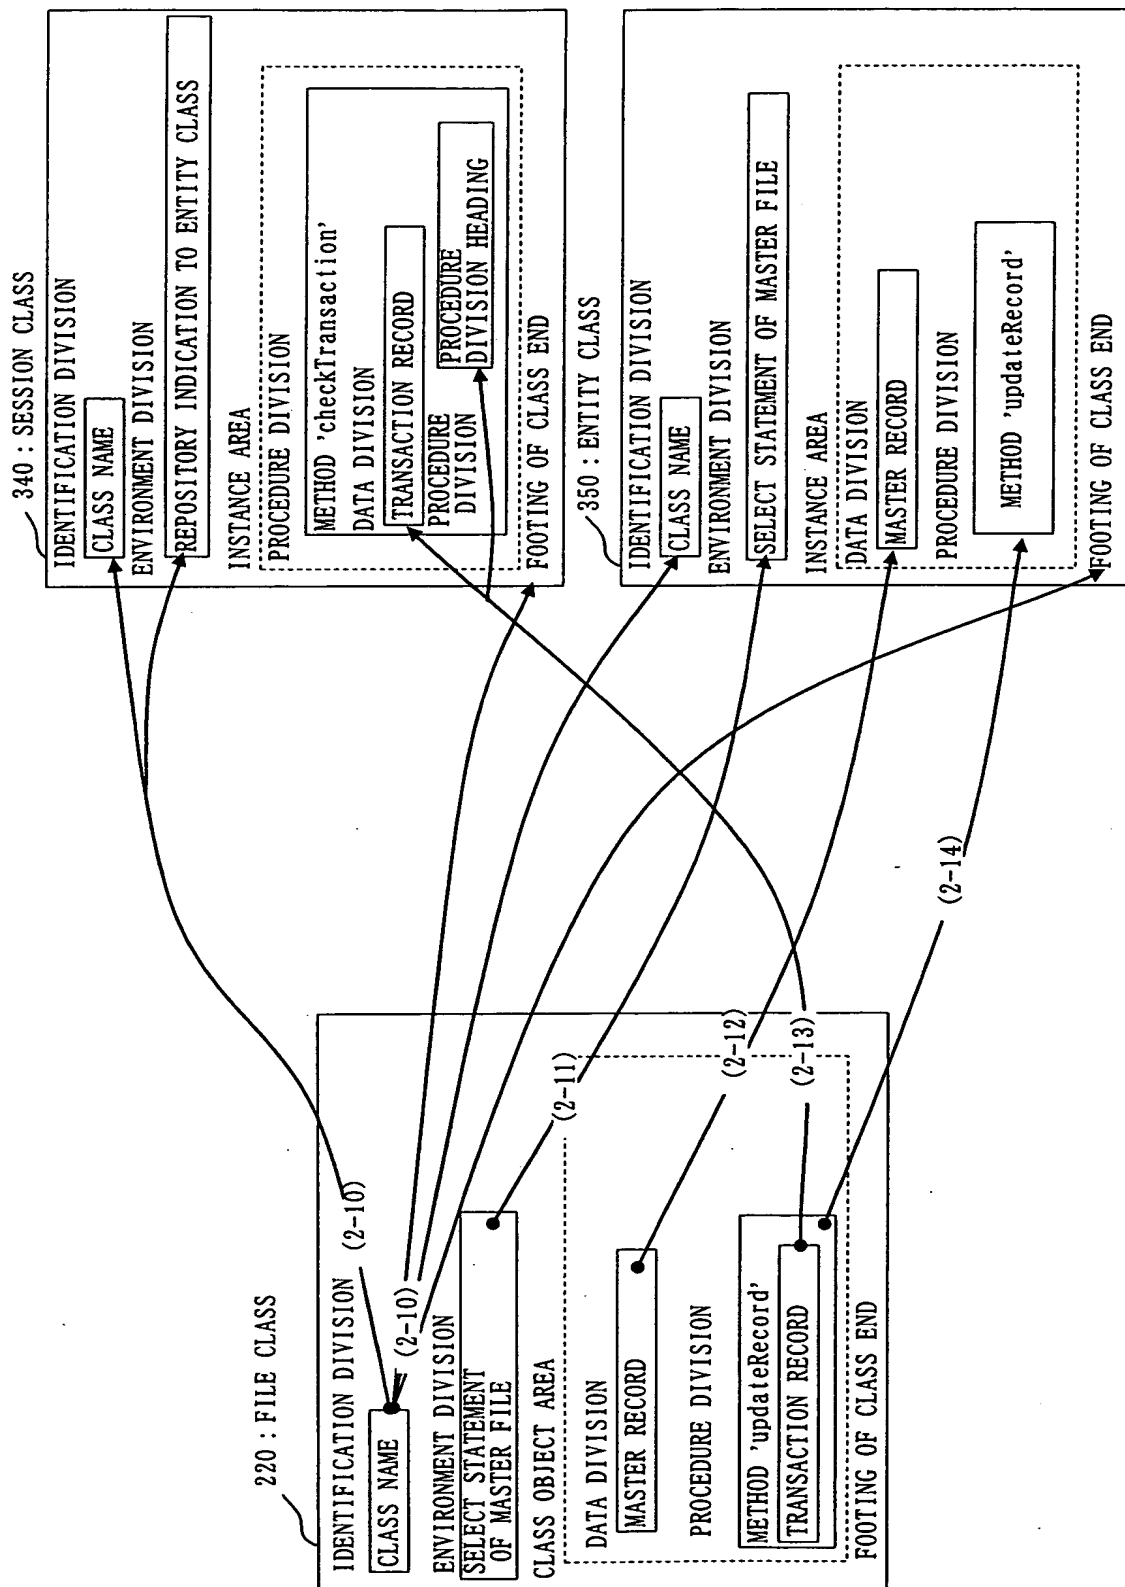 220 : FILE CLASS
IDENTIFICATION DIVISION
CLASS NAME
ENVIRONMENT DIVISION
SELECT STATEMENT
OF MASTER FILE
CLASS OBJECT AREA
DATA DIVISION
MASTER RECORD
PROCEDURE DIVISION
METHOD 'updateRecord'
TRANSACTION RECORD
FOOTING OF CLASS END
(2-10)
(2-10)
(2-11)
(2-12)
(2-13)
(2-14)
340 : SESSION CLASS
IDENTIFICATION DIVISION
CLASS NAME
ENVIRONMENT DIVISION
REPOSITORY INDICATION TO ENTITY CLASS
INSTANCE AREA
PROCEDURE DIVISION
METHOD 'checkTransaction'
DATA DIVISION
TRANSACTION RECORD
PROCEDURE
DIVISION
PROCEDURE
DIVISION HEADING
FOOTING OF CLASS END
350 : ENTITY CLASS
IDENTIFICATION DIVISION
CLASS NAME
ENVIRONMENT DIVISION
SELECT STATEMENT OF MASTER FILE
INSTANCE AREA
DATA DIVISION
MASTER RECORD
PROCEDURE DIVISION
METHOD 'updateRecord'
FOOTING OF CLASS END